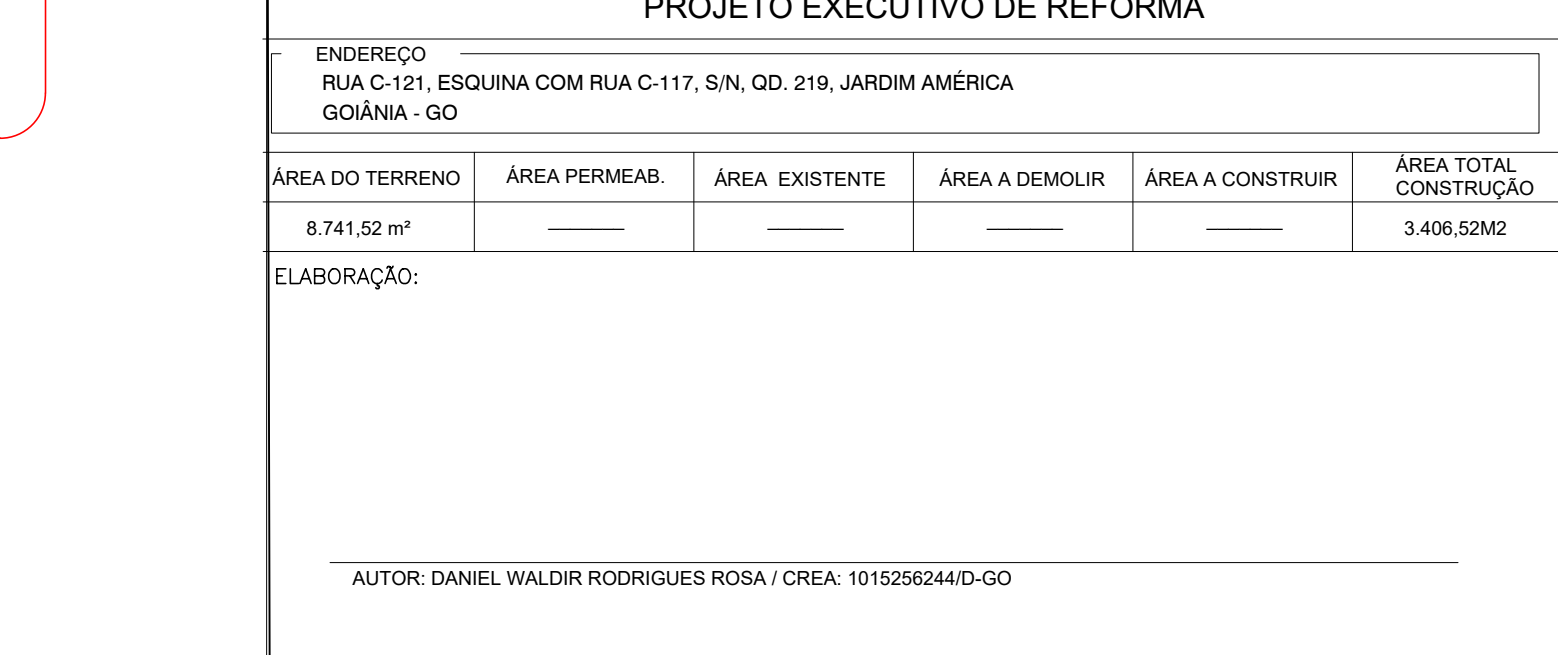 PROJETO EXECUTIVO DE REFORMA
ENDEREÇO
RUA C-121, ESQUINA COM RUA C-117, S/N, QD. 219, JARDIM AMÉRICA
GOIÂNIA - GO
ÁREA DO TERRENO ÁREA PERMEAB. ÁREA EXISTENTE ÁREA A DEMOLIR ÁREA A CONSTRUIR ÁREA TOTAL
CONSTRUÇÃO
8.741,52 m² 3.406,52M2
ELABORAÇÃO:
AUTOR: DANIEL WALDIR RODRIGUES ROSA / CREA: 1015256244/D-GO